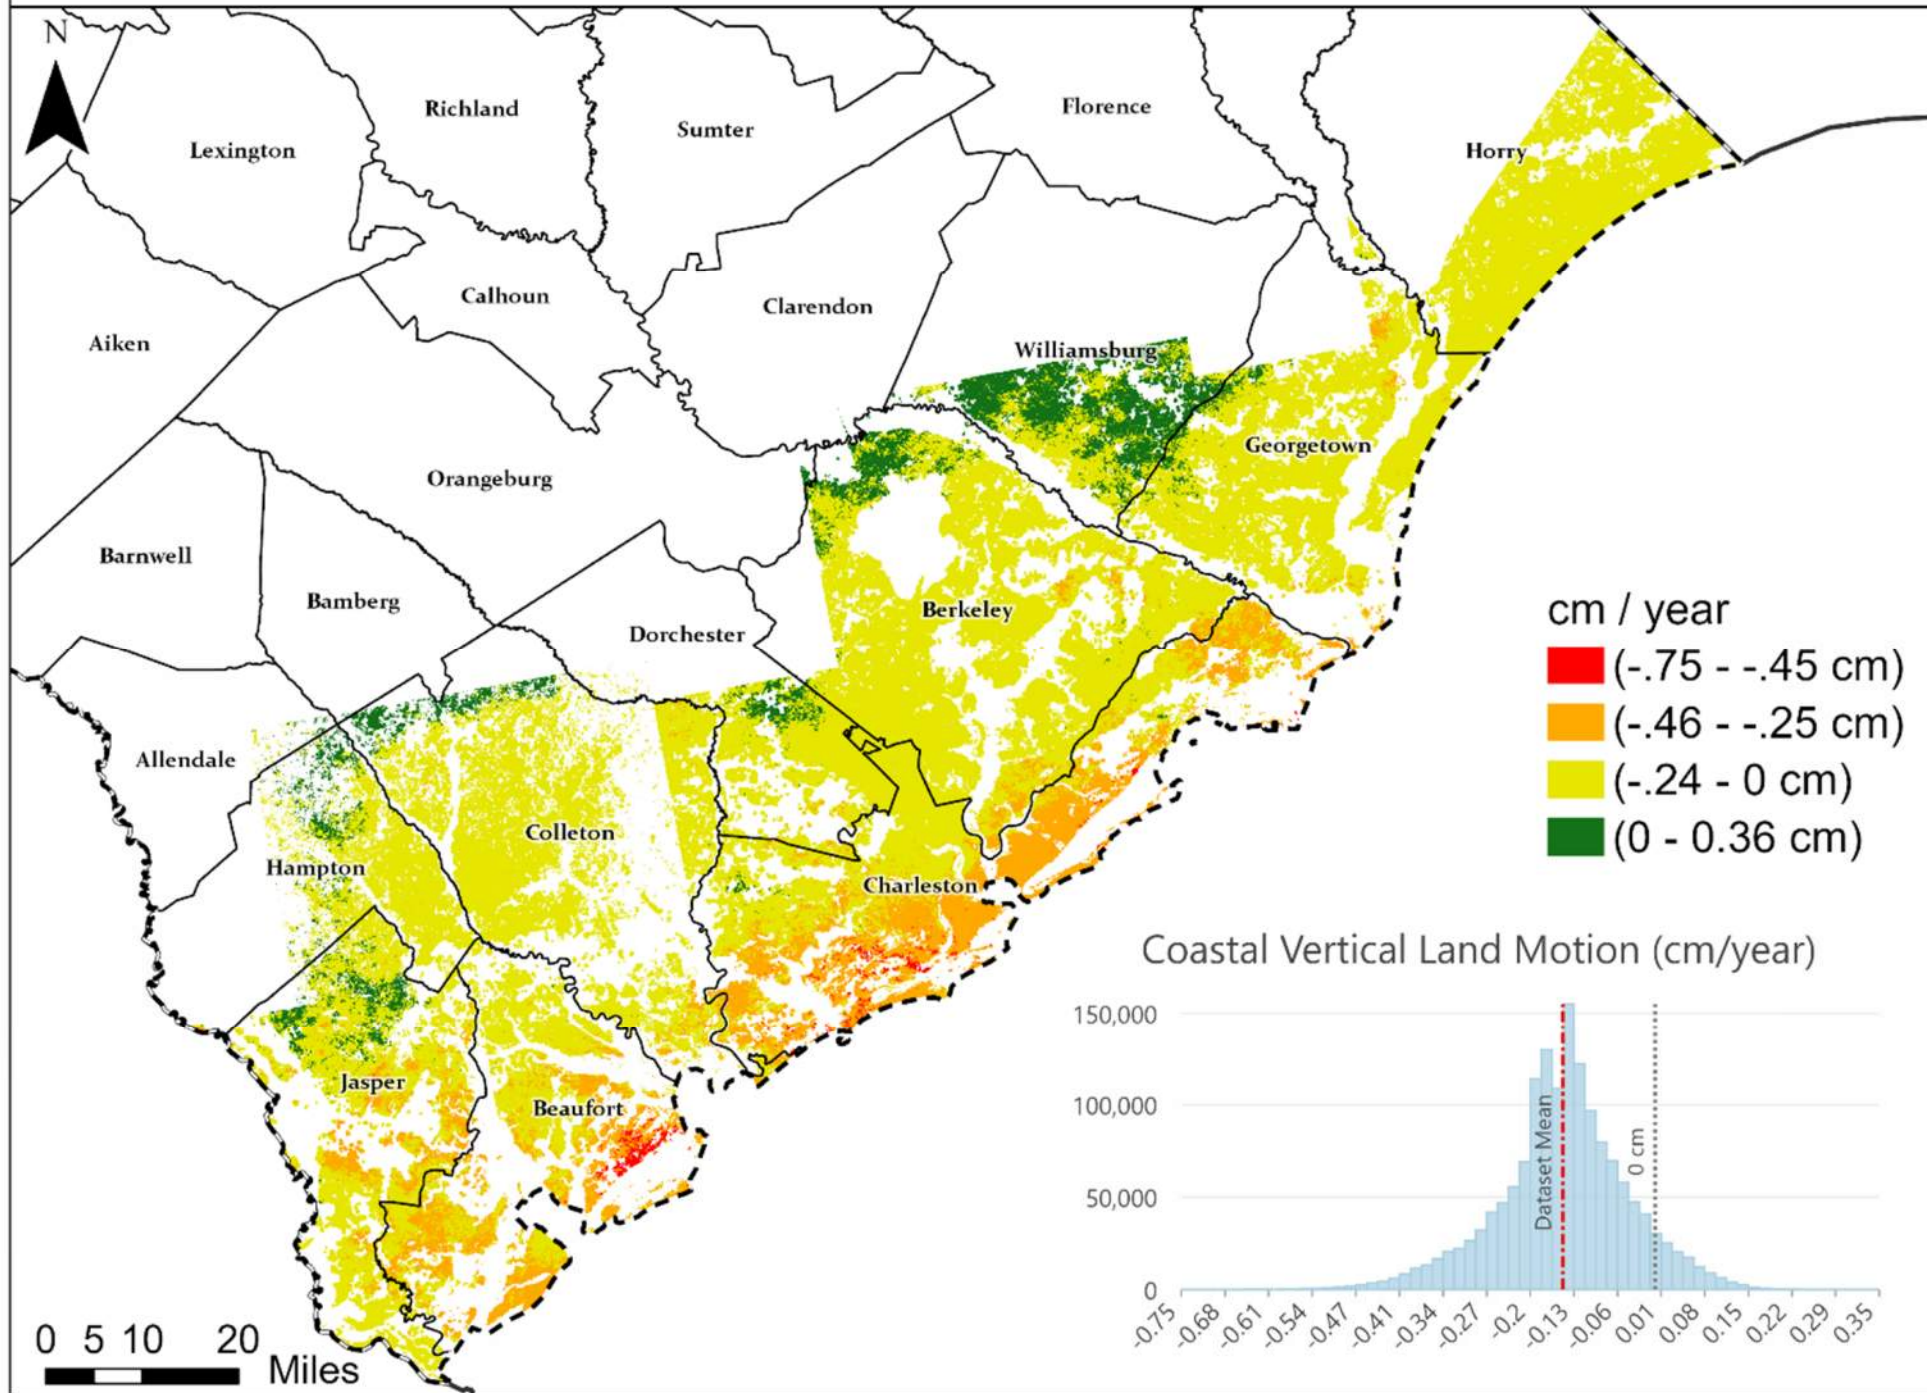 N
Richland
Florence
Sumter
Lexington
Horry
Calhoun
Clarendon
Aiken
Williamsburg
Georgetown
Orangeburg
Barnwell
Bamberg
Berkeley
Dorchester
Allendale
Colleton
Hampton
Charleston
Jasper
Beaufort
cm / year
(-.75 - -.45 cm)
(-.46 - -.25 cm)
(-.24 - 0 cm)
(0 - 0.36 cm)
Coastal Vertical Land Motion (cm/year)
150,000
100,000
50,000
0
Dataset Mean
0 cm
-0.75
-0.68
-0.61
-0.54
-0.47
-0.41
-0.34
-0.27
-0.2
-0.13
-0.06
0.01
0.08
0.15
0.22
0.29
0.35
0 5 10 20
Miles